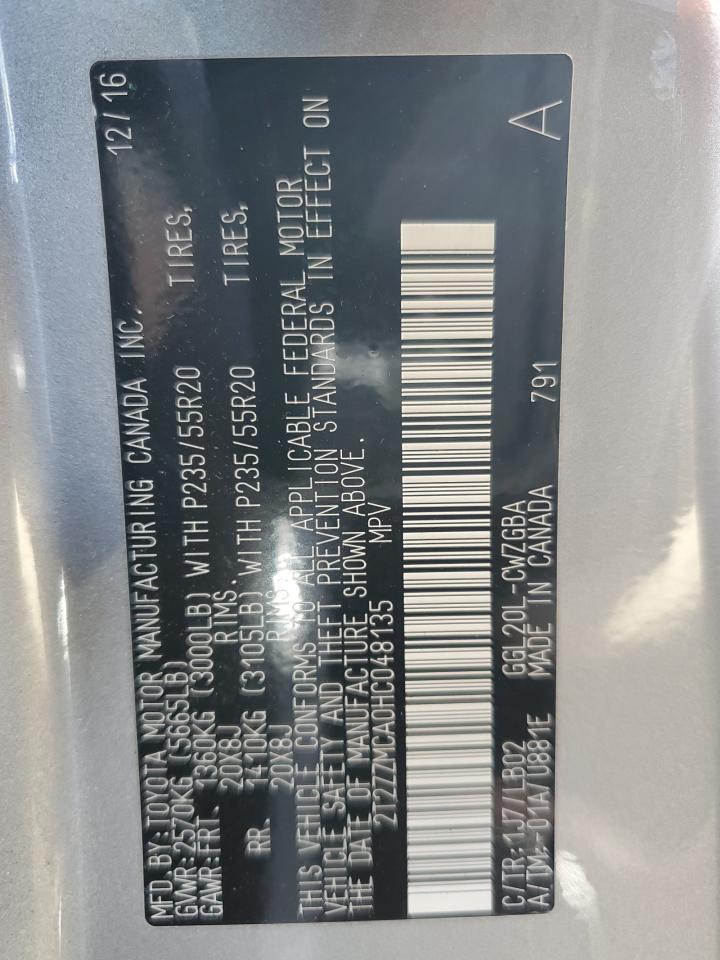 MFD BY:TOYOTA MOTOR MANUFACTURING CANADA INC. 12/16
GVWR:2570KG (5665LB)
GAWR:FRT. 1360KG (3000LB) WITH P235/55R20 TIRES,
20X8J RIMS.
RR. 1410KG (3105LB) WITH P235/55R20 TIRES,
20X8J RIMS.
THIS VEHICLE CONFORMS TO ALL APPLICABLE FEDERAL MOTOR
VEHICLE SAFETY AND THEFT PREVENTION STANDARDS IN EFFECT ON
THE DATE OF MANUFACTURE SHOWN ABOVE.
2T2ZZMCA0HC048135 MPV
C/TR:1J7/LB02 GGL20L-CWZGBA A
A/TM:-01A/U881E MADE IN CANADA 791